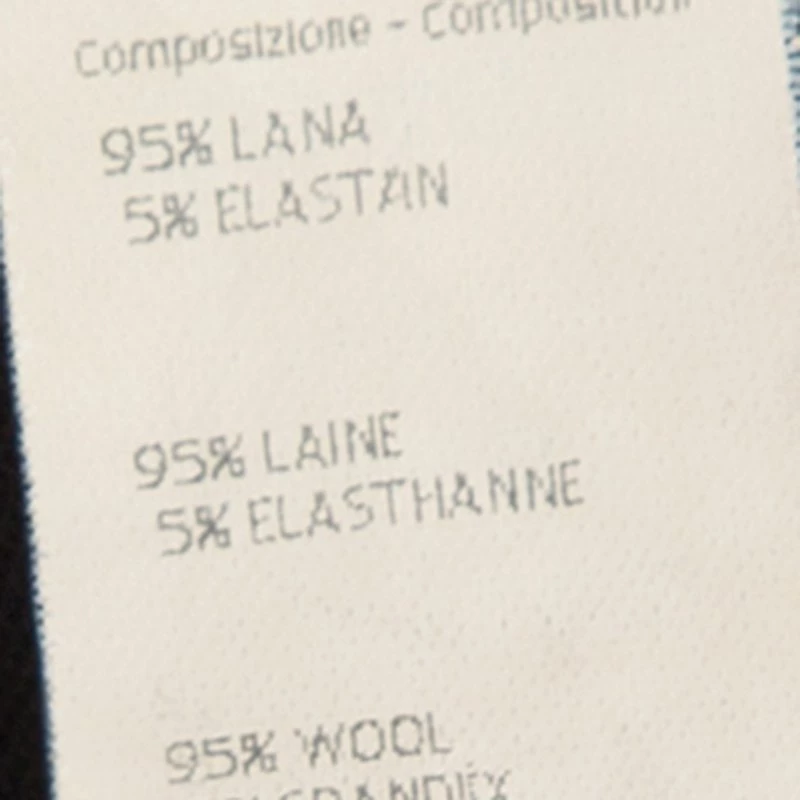 Composizione - Composition
95% LANA
5% ELASTAN
95% LAINE
5% ELASTHANNE
95% WOOL